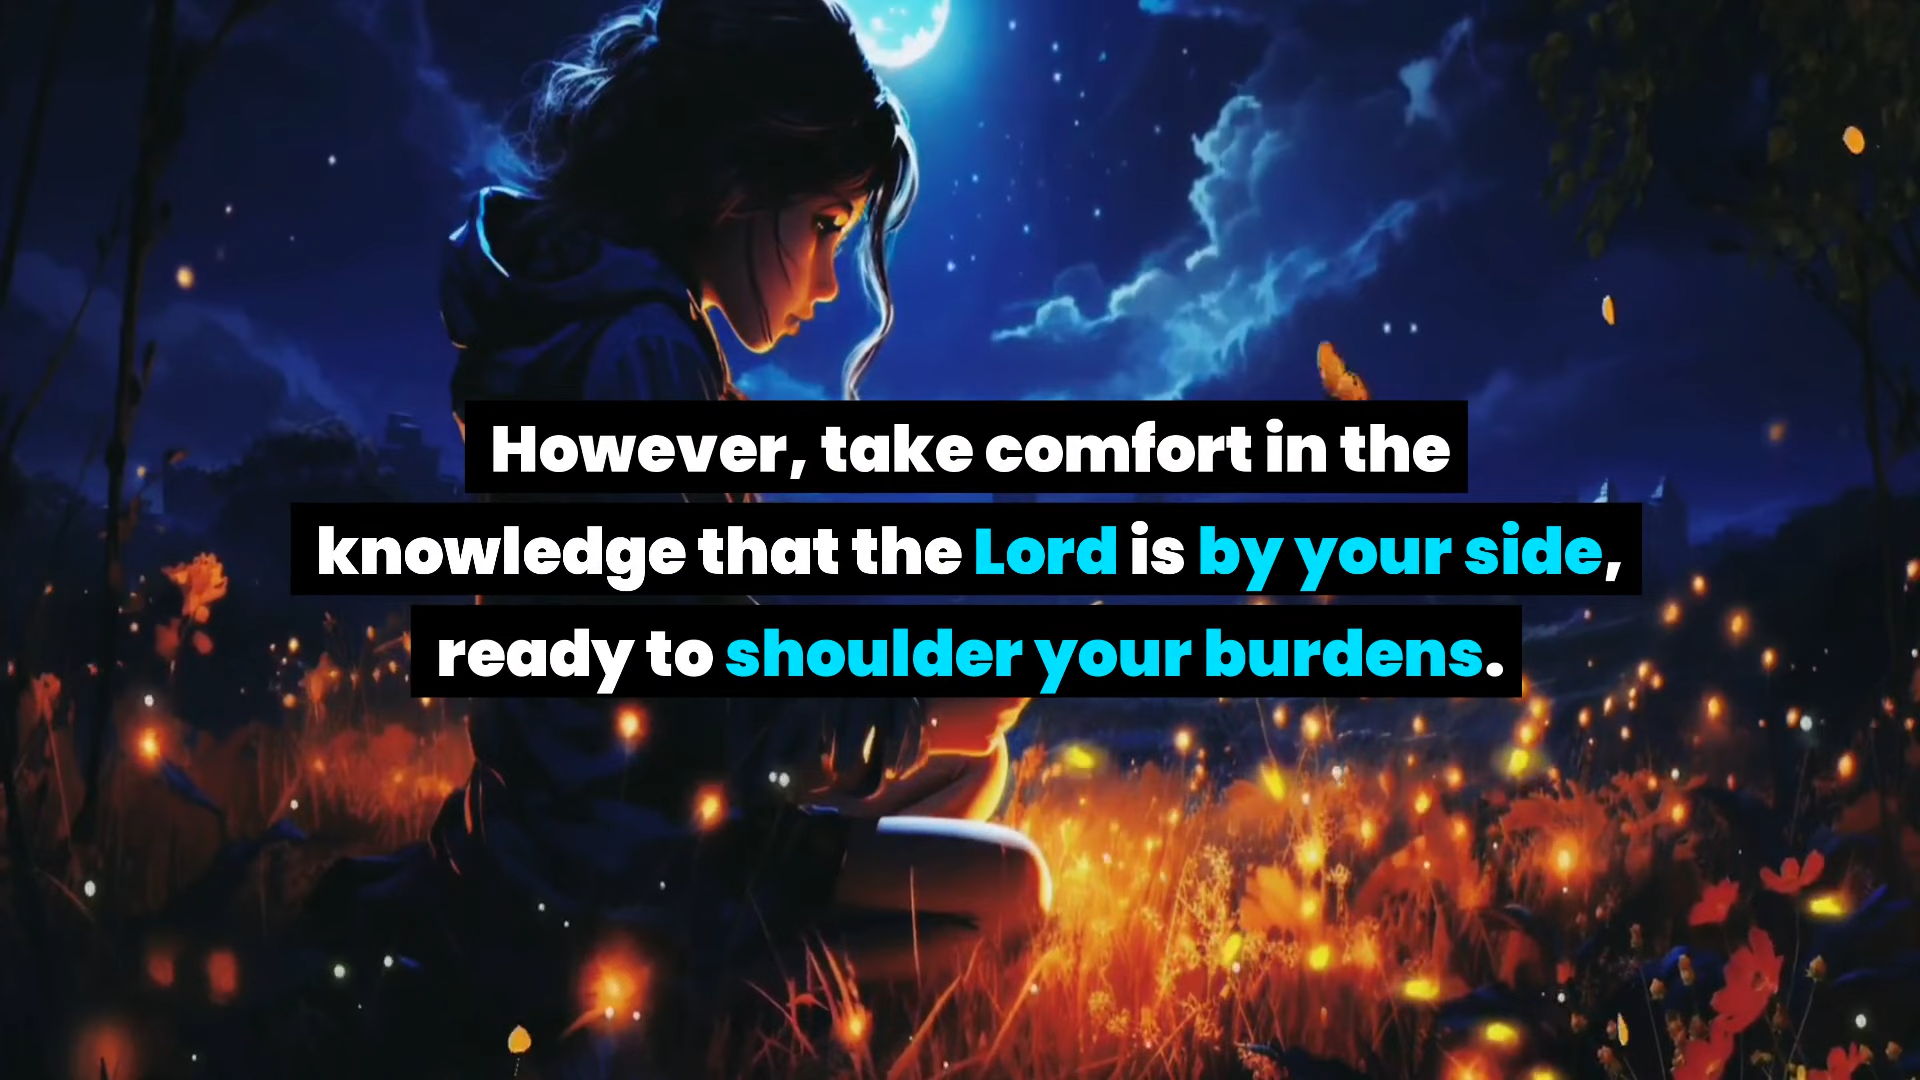 However, take comfort in the
knowledge that the Lord is by your side,
ready to shoulder your burdens.